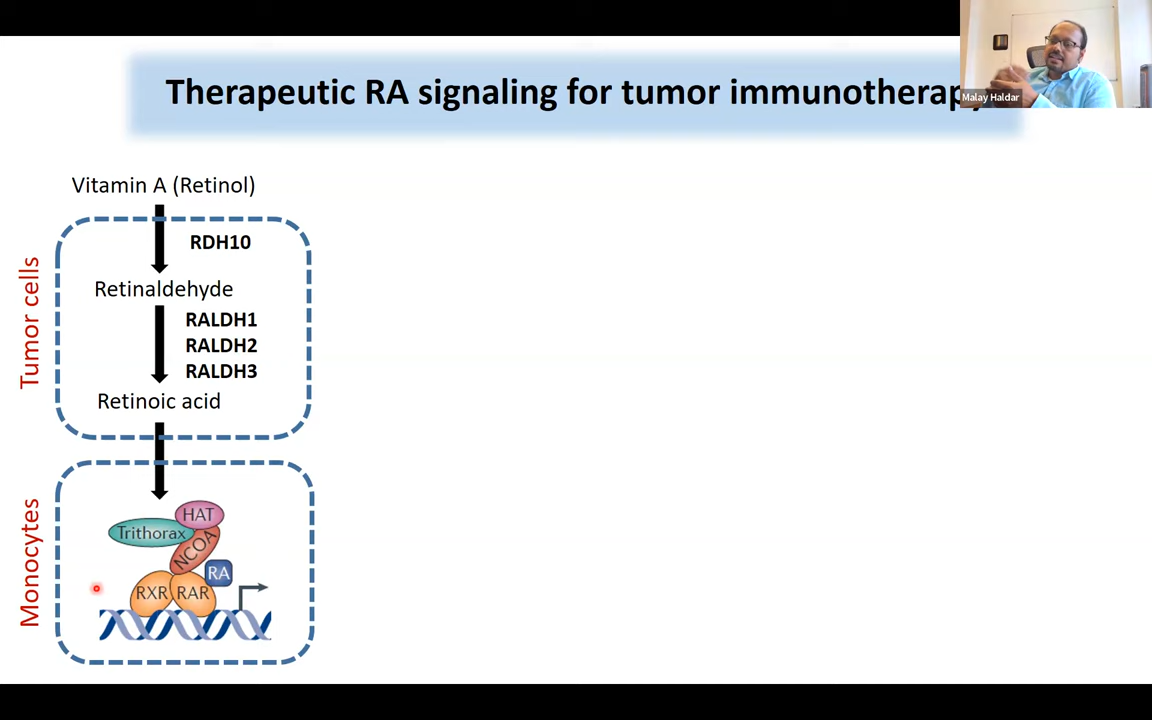 Therapeutic RA signaling for tumor immunotherapy
Malay Haldar
Vitamin A (Retinol)
Tumor cells
RDH10
Retinaldehyde
RALDH1
RALDH2
RALDH3
Retinoic acid
Monocytes
HAT
Trithorax
NCOA
RA
RXR
RAR